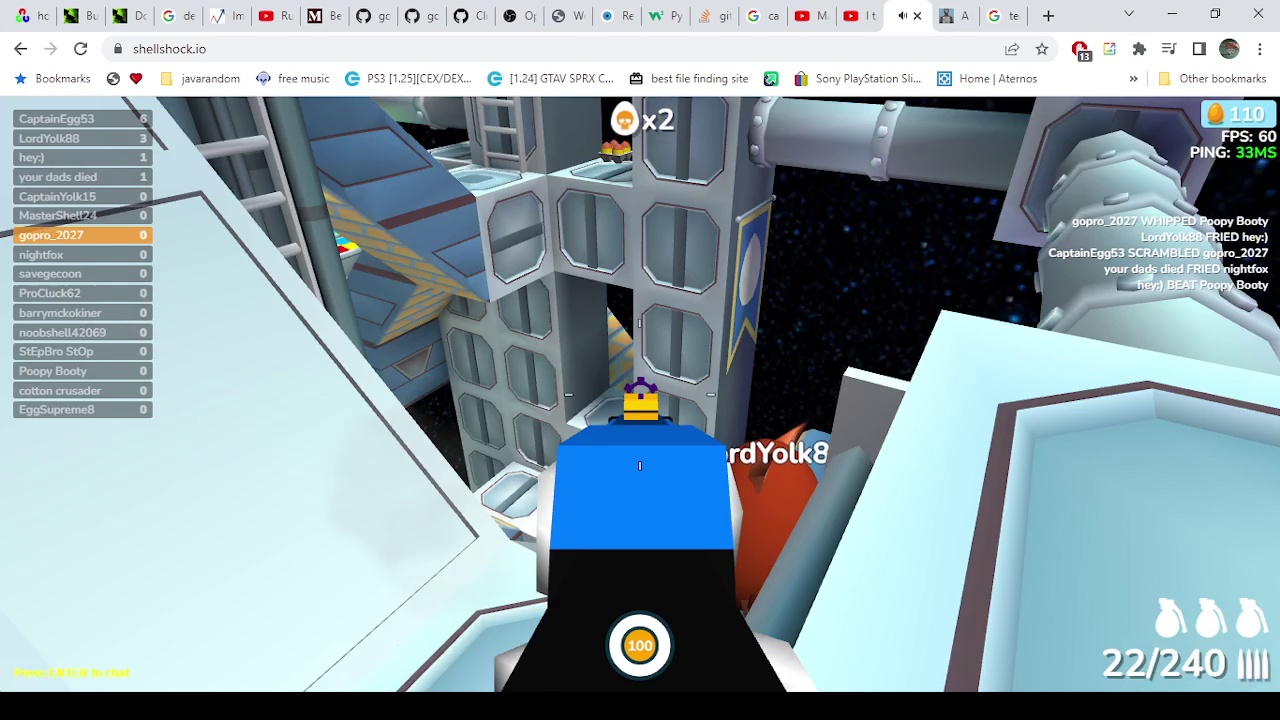 hc
Bu
Dc
de
Im
Ru
Be
gc
gc
Cl
Op
W
Re
Py
git
ca
M
I t
A
te
shellshock.io
13
Bookmarks
javarandom
free music
PS3 [1.25][CEX/DEX...
[1.24] GTAV SPRX C...
best file finding site
Sony PlayStation Sli...
Home | Aternos
»
Other bookmarks
CaptainEgg53 6
LordYolk88 3
hey:) 1
your dads died 1
CaptainYolk15 0
MasterShell24 0
gopro_2027 0
nightfox 0
savegecoon 0
ProCluck62 0
barrymckokiner 0
noobshell42069 0
StEpBro StOp 0
Poopy Booty 0
cotton crusader 0
EggSupreme8 0
x2
110
FPS: 60
PING: 33MS
gopro_2027 WHIPPED Poopy Booty
LordYolk88 FRIED hey:)
CaptainEgg53 SCRAMBLED gopro_2027
your dads died FRIED nightfox
hey:) BEAT Poopy Booty
rdYolk8
100
Press ENTER to chat
22/240